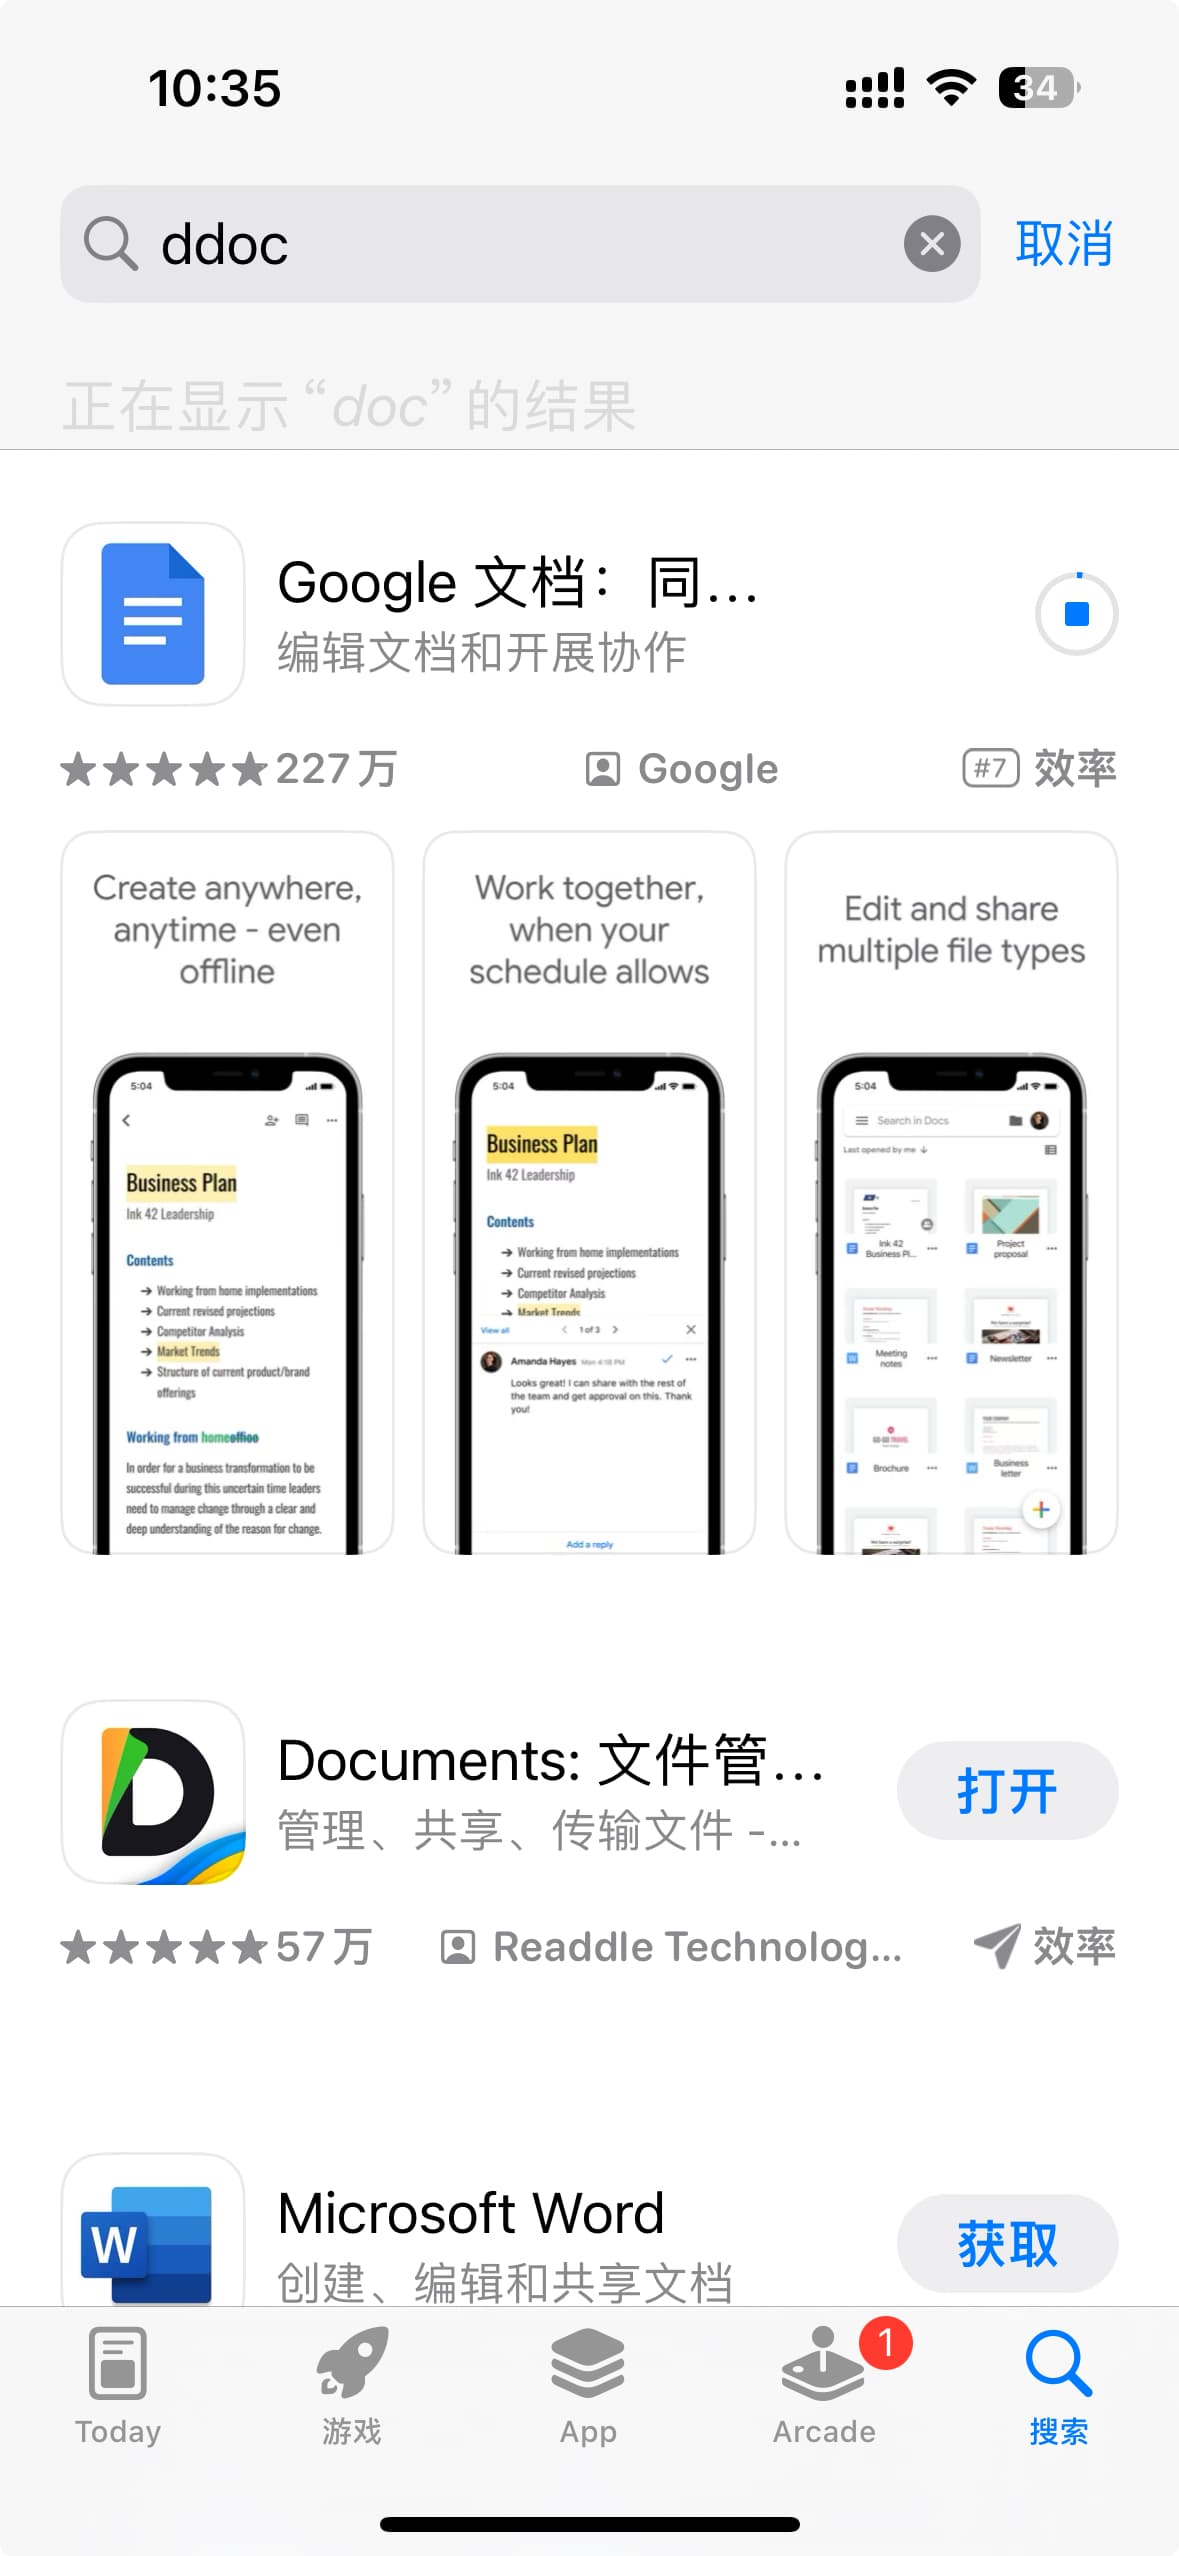 10:35
34
ddoc
取消
正在显示“doc”的结果
Google 文档：同...
编辑文档和开展协作
227万
Google
#7 效率
Create anywhere,
anytime - even
offline
5:04
Business Plan
Ink 42 Leadership
Contents
→ Working from home implementations
→ Current revised projections
→ Competitor Analysis
→ Market Trends
→ Structure of current product/brand
offerings
Working from homeoffice
In order for a business transformation to be
successful during this uncertain time leaders
need to manage change through a clear and
deep understanding of the reason for change.
Work together,
when your
schedule allows
5:04
Business Plan
Ink 42 Leadership
Contents
→ Working from home implementations
→ Current revised projections
→ Competitor Analysis
→ Market Trends
View all
1 of 3
Amanda Hayes Mon 4:18 PM
Looks great! I can share with the rest of
the team and get approval on this. Thank
you!
Add a reply
Edit and share
multiple file types
5:04
Search in Docs
Last opened by me ↓
Ink 42
Business Pl...
Project
proposal
Meeting
notes
Newsletter
Brochure
Business
letter
Documents: 文件管...
管理、共享、传输文件 -...
打开
57万
Readdle Technolog...
效率
W
Microsoft Word
创建、编辑和共享文档
获取
1
Today
游戏
App
Arcade
搜索